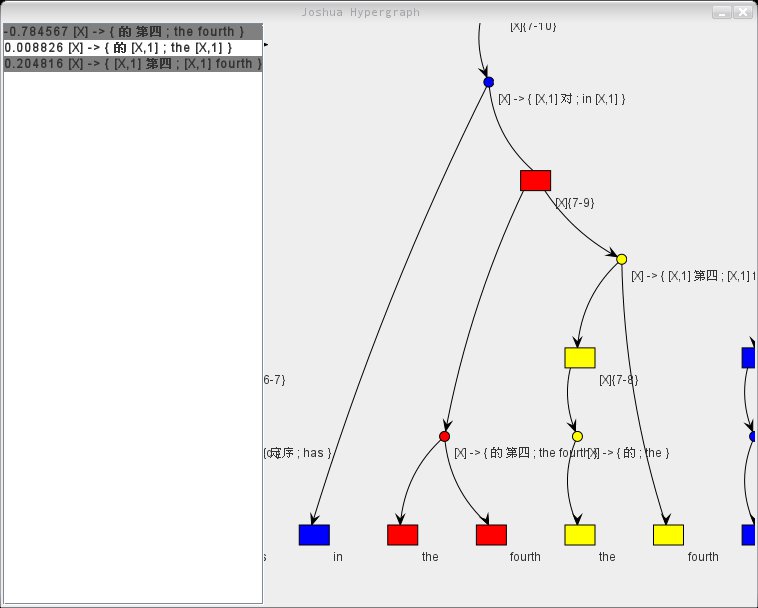 Joshua Hypergraph
-0.784567 [X] -> { 的 第四 ; the fourth }
0.008826 [X] -> { 的 [X,1] ; the [X,1] }
0.204816 [X] -> { [X,1] 第四 ; [X,1] fourth }
[X]{7-10}
[X] -> { [X,1] 对 ; in [X,1] }
[X]{7-9}
[X] -> { [X,1] 第四 ; [X,1]
6-7}
[X]{7-8}
序 ; has }
[X] -> { 的 第四 ; the fourth }
[X] -> { 的 ; the }
s
in
the
fourth
the
fourth